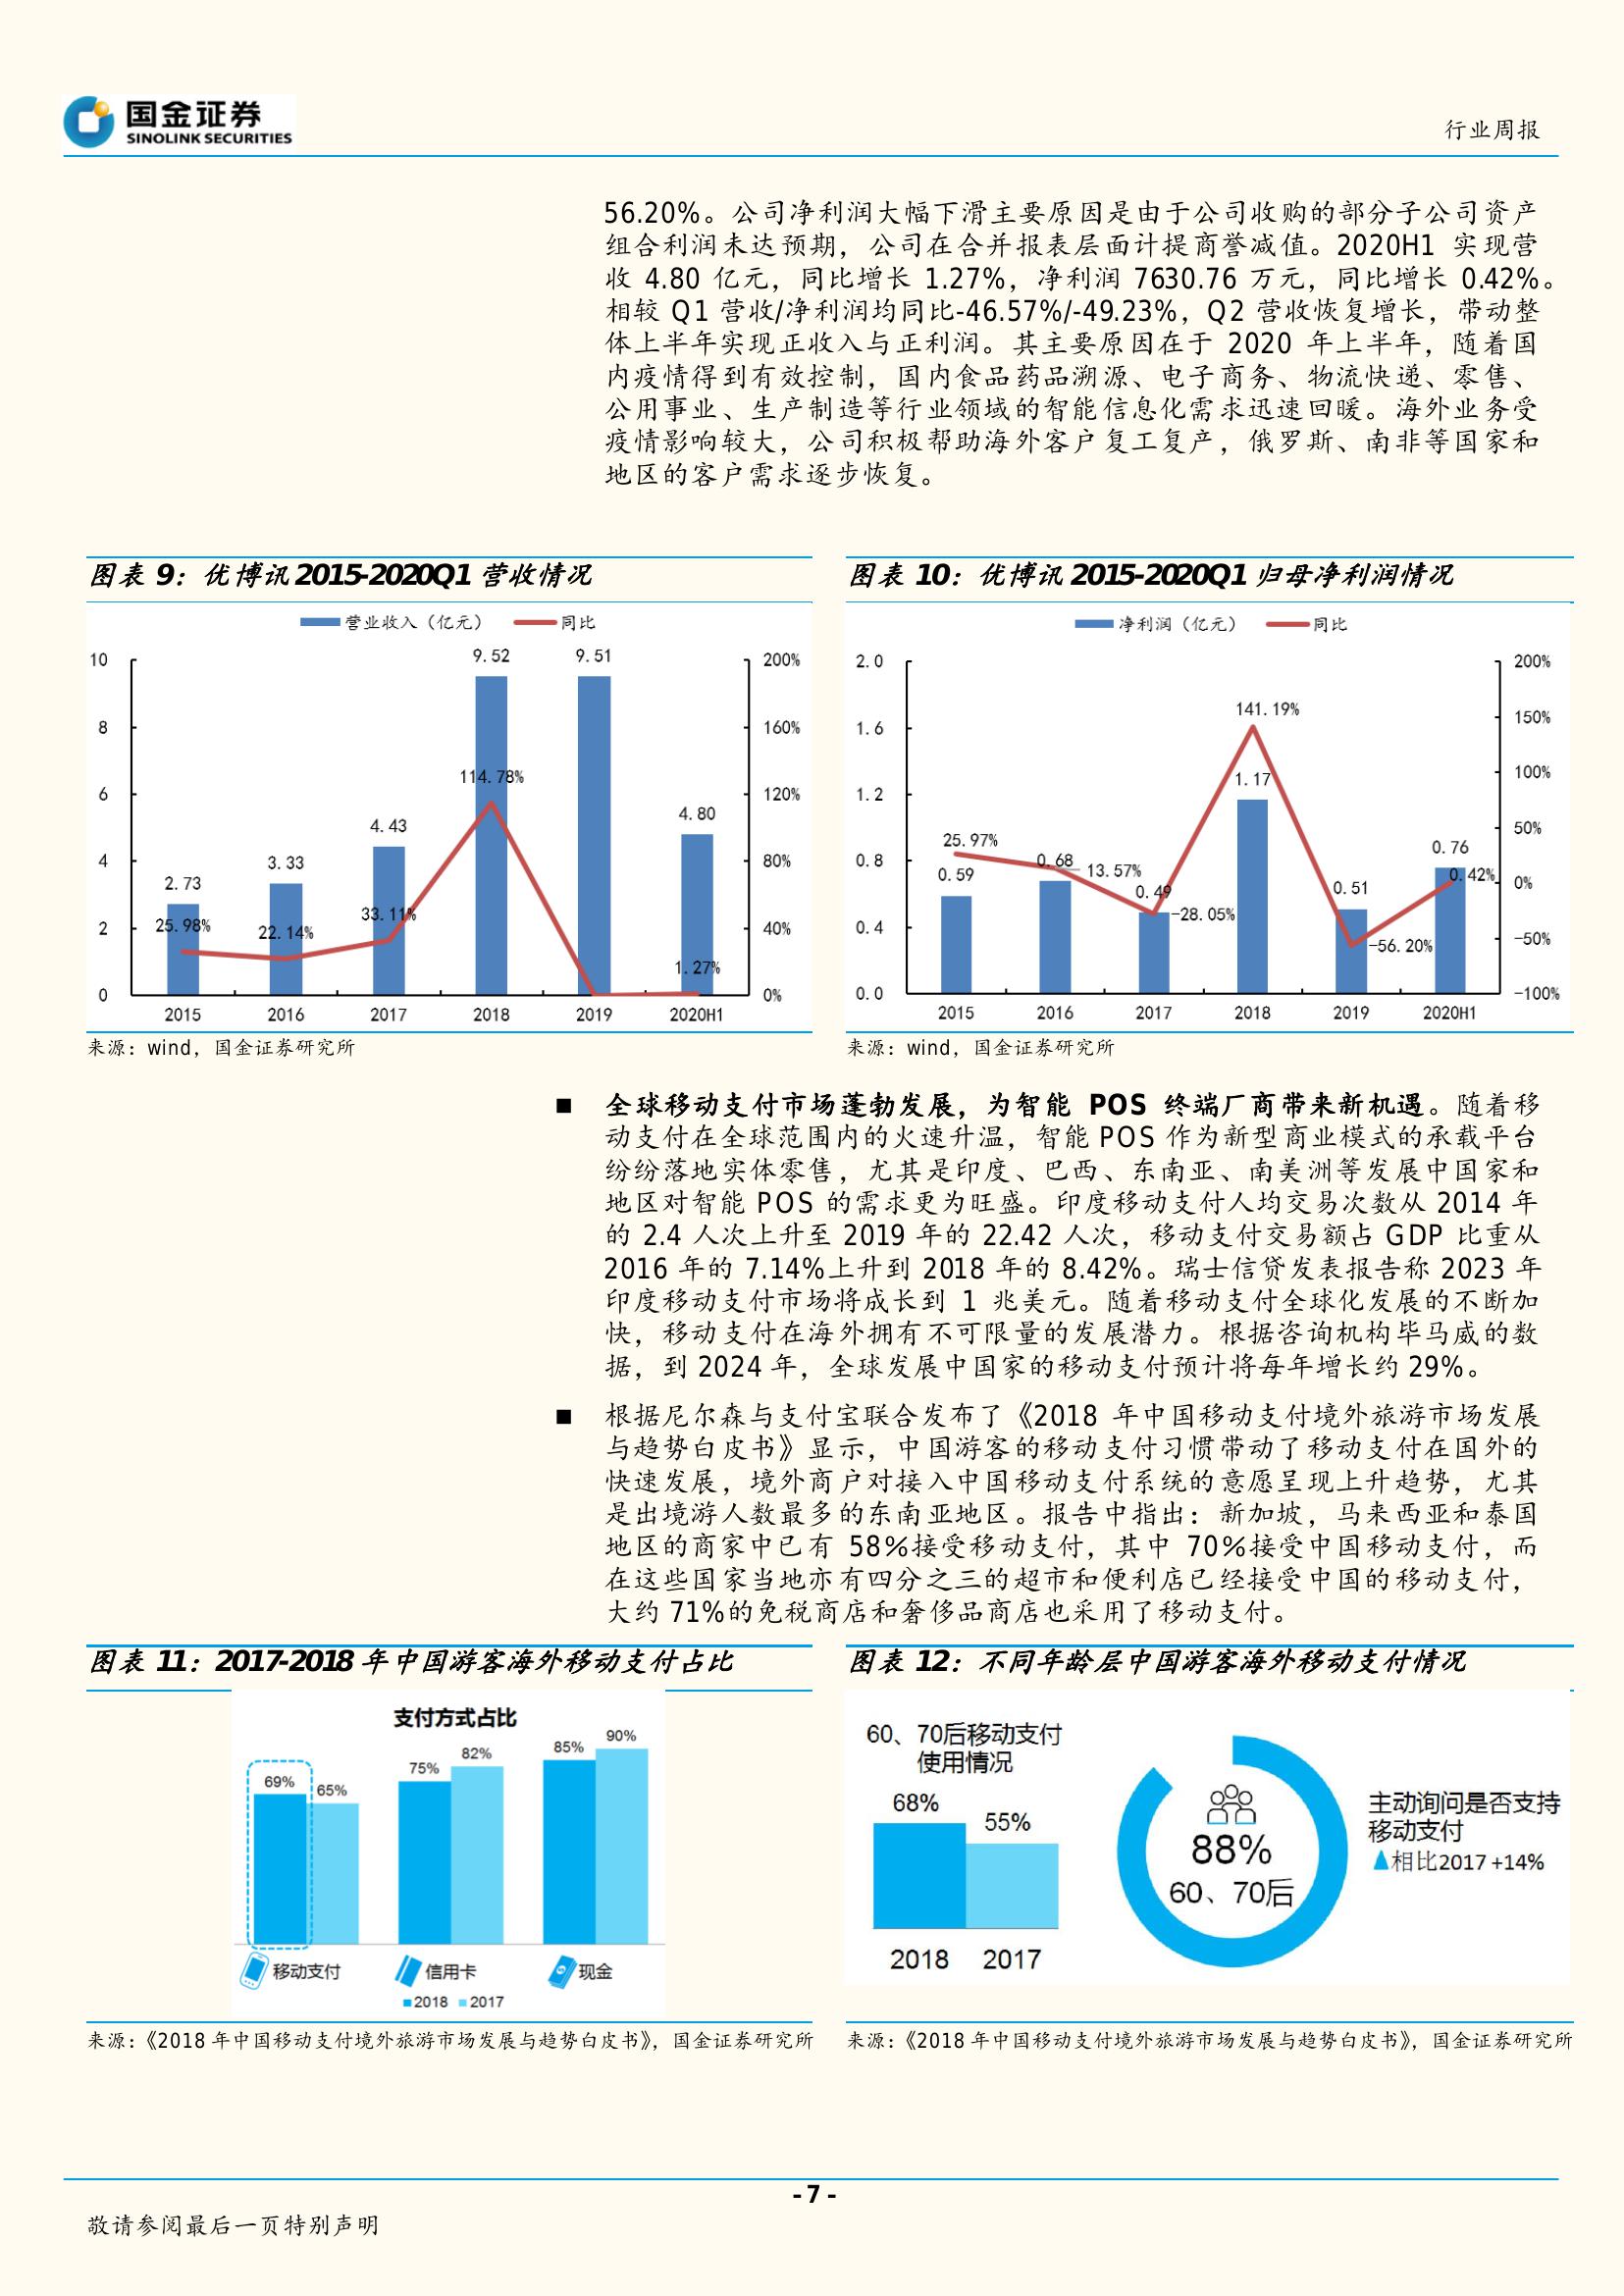 国金证券
SINOLINK SECURITIES
行业周报
56.20%。公司净利润大幅下滑主要原因是由于公司收购的部分子公司资产
组合利润未达预期，公司在合并报表层面计提商誉减值。2020H1 实现营
收 4.80 亿元，同比增长 1.27%，净利润 7630.76 万元，同比增长 0.42%。
相较 Q1 营收/净利润均同比-46.57%/-49.23%，Q2 营收恢复增长，带动整
体上半年实现正收入与正利润。其主要原因在于 2020 年上半年，随着国
内疫情得到有效控制，国内食品药品溯源、电子商务、物流快递、零售、
公用事业、生产制造等行业领域的智能信息化需求迅速回暖。海外业务受
疫情影响较大，公司积极帮助海外客户复工复产，俄罗斯、南非等国家和
地区的客户需求逐步恢复。
图表 9：优博讯 2015-2020Q1 营收情况
营业收入（亿元） 同比
10 8 6 4 2 0
200% 160% 120% 80% 40% 0%
2.73 3.33 4.43 9.52 9.51 4.80
25.98% 22.14% 33.11% 114.78% 1.27%
2015 2016 2017 2018 2019 2020H1
来源：wind，国金证券研究所
图表 10：优博讯 2015-2020Q1 归母净利润情况
净利润（亿元） 同比
2.0 1.6 1.2 0.8 0.4 0.0
200% 150% 100% 50% 0% -50% -100%
0.59 0.68 0.49 1.17 0.51 0.76
25.97% 13.57% -28.05% 141.19% -56.20% 0.42%
2015 2016 2017 2018 2019 2020H1
来源：wind，国金证券研究所
■ 全球移动支付市场蓬勃发展，为智能 POS 终端厂商带来新机遇。随着移
动支付在全球范围内的火速升温，智能 POS 作为新型商业模式的承载平台
纷纷落地实体零售，尤其是印度、巴西、东南亚、南美洲等发展中国家和
地区对智能 POS 的需求更为旺盛。印度移动支付人均交易次数从 2014 年
的 2.4 人次上升至 2019 年的 22.42 人次，移动支付交易额占 GDP 比重从
2016 年的 7.14%上升到 2018 年的 8.42%。瑞士信贷发表报告称 2023 年
印度移动支付市场将成长到 1 兆美元。随着移动支付全球化发展的不断加
快，移动支付在海外拥有不可限量的发展潜力。根据咨询机构毕马威的数
据，到 2024 年，全球发展中国家的移动支付预计将每年增长约 29%。
■ 根据尼尔森与支付宝联合发布了《2018 年中国移动支付境外旅游市场发展
与趋势白皮书》显示，中国游客的移动支付习惯带动了移动支付在国外的
快速发展，境外商户对接入中国移动支付系统的意愿呈现上升趋势，尤其
是出境游人数最多的东南亚地区。报告中指出：新加坡，马来西亚和泰国
地区的商家中已有 58%接受移动支付，其中 70%接受中国移动支付，而
在这些国家当地亦有四分之三的超市和便利店已经接受中国的移动支付，
大约 71%的免税商店和奢侈品商店也采用了移动支付。
图表 11：2017-2018 年中国游客海外移动支付占比
支付方式占比
69% 65% 75% 82% 85% 90%
移动支付 信用卡 现金
2018 2017
来源：《2018 年中国移动支付境外旅游市场发展与趋势白皮书》，国金证券研究所
图表 12：不同年龄层中国游客海外移动支付情况
60、70后移动支付
使用情况
68% 55%
2018 2017
88%
60、70后
主动询问是否支持
移动支付
▲相比2017 +14%
来源：《2018 年中国移动支付境外旅游市场发展与趋势白皮书》，国金证券研究所
- 7 -
敬请参阅最后一页特别声明